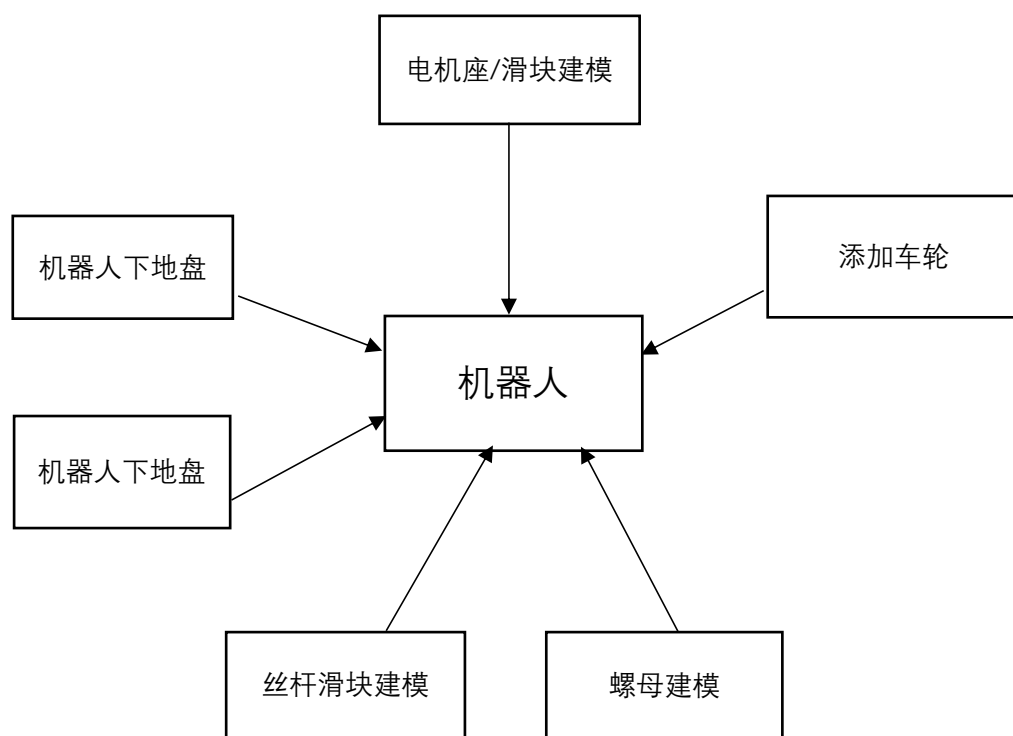 电机座/滑块建模
机器人下地盘
添加车轮
机器人
机器人下地盘
丝杆滑块建模
螺母建模